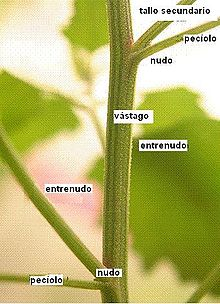 tallo secundario
pecíolo
nudo
vástago
entrenudo
entrenudo
nudo
pecíolo